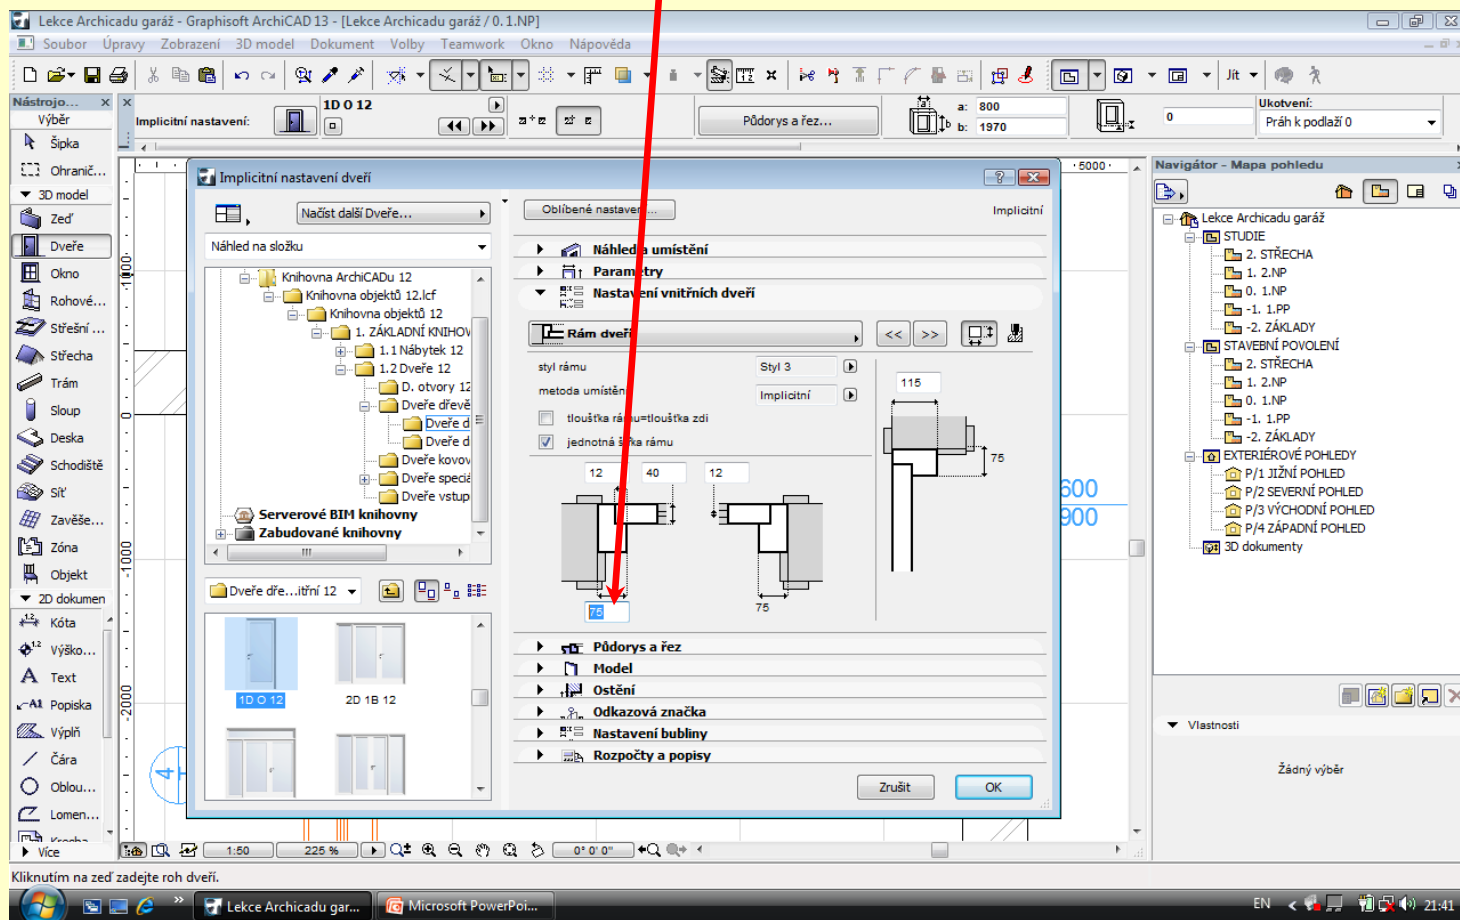 Lekce Archicadu garáž - Graphisoft ArchiCAD 13 - [Lekce Archicadu garáž / 0. 1.NP]
Soubor Úpravy Zobrazení 3D model Dokument Volby Teamwork Okno Nápověda
Jít
Nástrojo...
Výběr
Šipka
Ohranič...
3D model
Zeď
Dveře
Okno
Rohové...
Střešní ...
Střecha
Trám
Sloup
Deska
Schodiště
Síť
Zavěše...
Zóna
Objekt
2D dokumen
Kóta
Výško...
Text
Popiska
Výplň
Čára
Oblou...
Lomen...
Více
Implicitní nastavení:
1D O 12
Půdorys a řez...
a: 800
b: 1970
0
Ukotvení:
Práh k podlaží 0
5000
-1000
-2000
600
900
4
Implicitní nastavení dveří
Načíst další Dveře...
Náhled na složku
Knihovna ArchiCADu 12
Knihovna objektů 12.lcf
Knihovna objektů 12
1. ZÁKLADNÍ KNIHOV
1.1 Nábytek 12
1.2 Dveře 12
D. otvory 12
Dveře dřevě
Dveře d
Dveře d
Dveře kovov
Dveře speciá
Dveře vstup
Serverové BIM knihovny
Zabudované knihovny
Dveře dře...itřní 12
1D O 12
2D 1B 12
Implicitní
Náhled a umístění
Parametry
Nastavení vnitřních dveří
Rám dveří
<< >>
styl rámu
Styl 3
metoda umístění
Implicitní
tloušťka rámu=tloušťka zdi
jednotná šířka rámu
12 40 12
115
75
75
75
Půdorys a řez
Model
Ostění
Odkazová značka
Nastavení bubliny
Rozpočty a popisy
Zrušit
OK
Navigátor - Mapa pohledu
Lekce Archicadu garáž
STUDIE
2. STŘECHA
1. 2.NP
0. 1.NP
-1. 1.PP
-2. ZÁKLADY
STAVEBNÍ POVOLENÍ
2. STŘECHA
1. 2.NP
0. 1.NP
-1. 1.PP
-2. ZÁKLADY
EXTERIÉROVÉ POHLEDY
P/1 JIŽNÍ POHLED
P/2 SEVERNÍ POHLED
P/3 VÝCHODNÍ POHLED
P/4 ZÁPADNÍ POHLED
3D dokumenty
Vlastnosti
Žádný výběr
1:50
225 %
0° 0' 0"
Kliknutím na zeď zadejte roh dveří.
Lekce Archicadu gar...
Microsoft PowerPoi...
EN
21:41